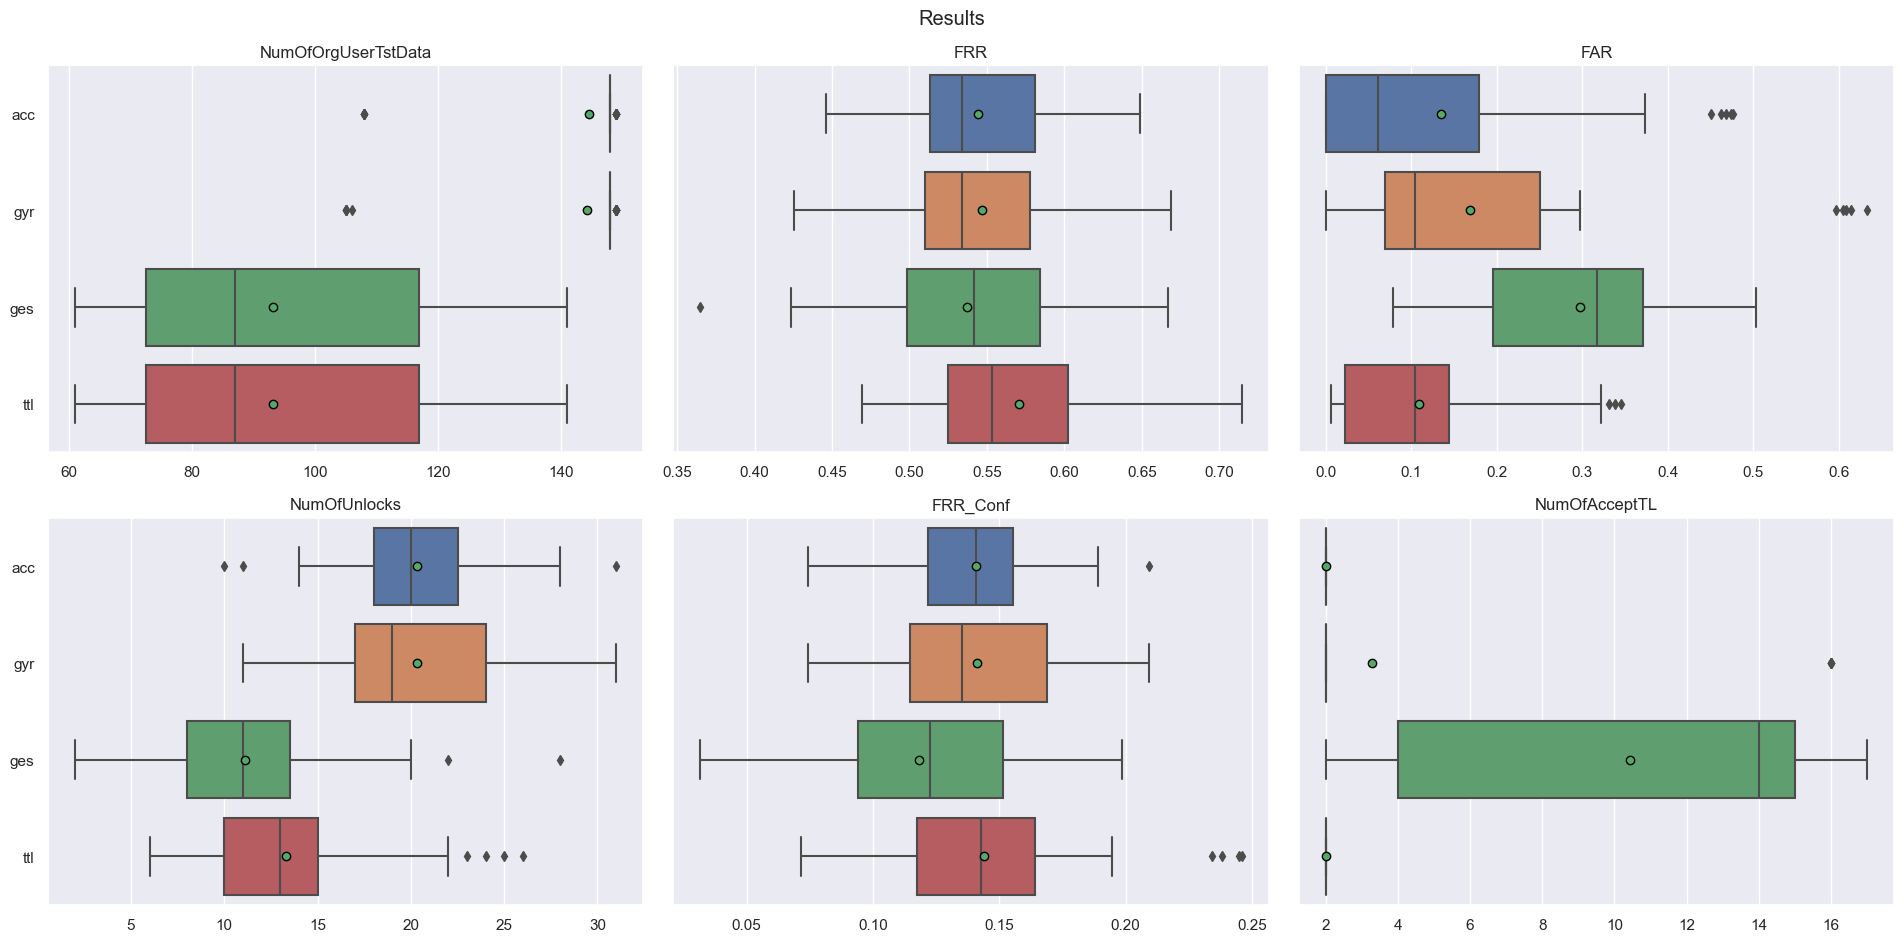 Results
NumOfOrgUserTstData FRR FAR
acc
gyr
ges
ttl
60 80 100 120 140 0.35 0.40 0.45 0.50 0.55 0.60 0.65 0.70 0.0 0.1 0.2 0.3 0.4 0.5 0.6
NumOfUnlocks FRR_Conf NumOfAcceptTL
acc
gyr
ges
ttl
5 10 15 20 25 30 0.05 0.10 0.15 0.20 0.25 2 4 6 8 10 12 14 16